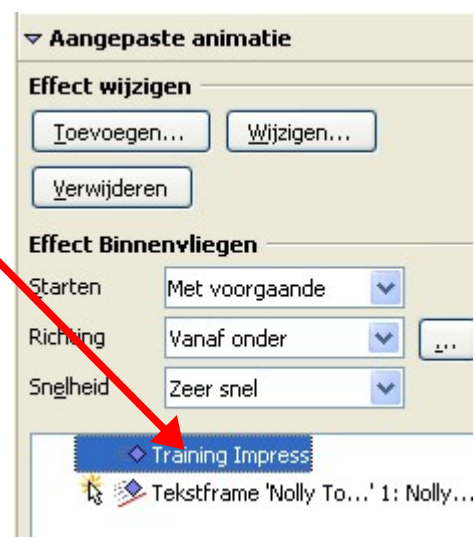 Aangepaste animatie
Effect wijzigen
Toevoegen... Wijzigen...
Verwijderen
Effect Binnenvliegen
Starten Met voorgaande
Richting Vanaf onder ...
Snelheid Zeer snel
Training Impress
Tekstframe 'Nolly To...' 1: Nolly...